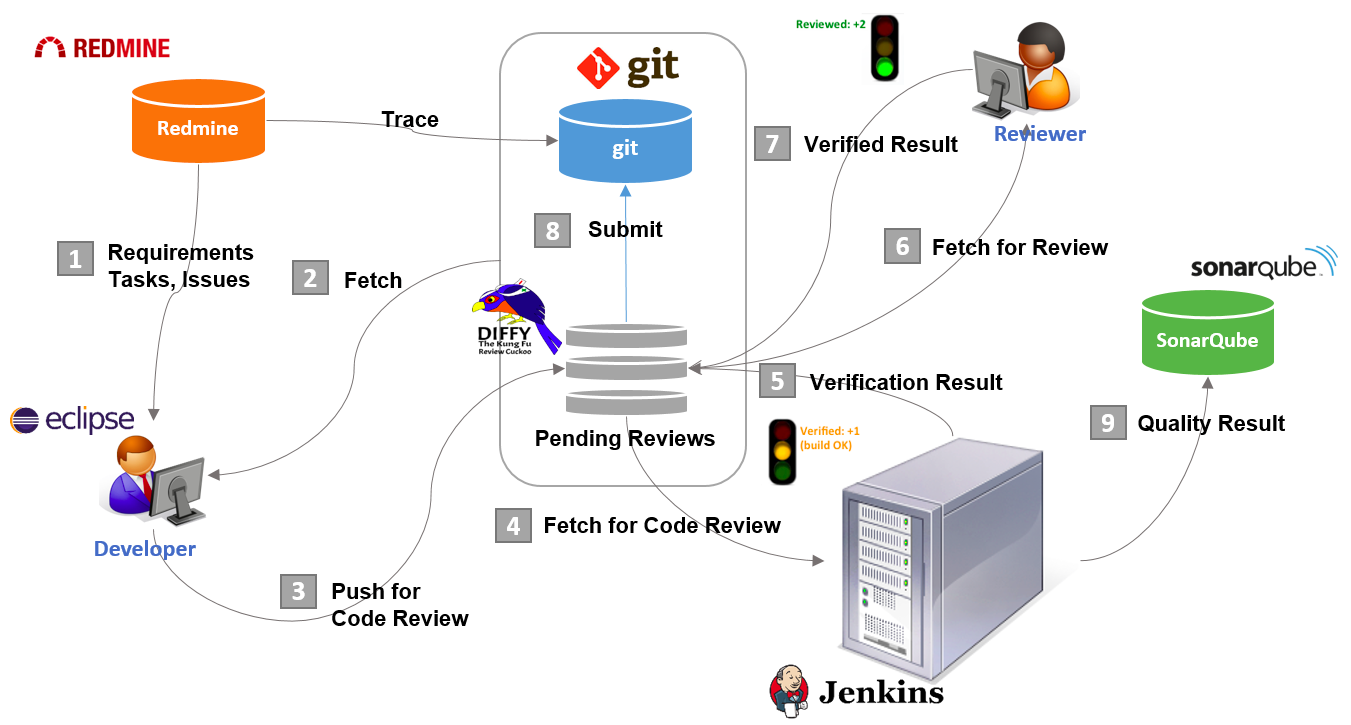 REDMINE
Redmine
Trace
git
git
Reviewed: +2
Reviewer
7
Verified Result
8
Submit
1
Requirements
Tasks, Issues
2
Fetch
6
Fetch for Review
sonarqube
SonarQube
DIFFY
The Kung Fu
Review Cuckoo
5
Verification Result
Pending Reviews
Verified: +1
(build OK)
9
Quality Result
eclipse
Developer
4
Fetch for Code Review
3
Push for
Code Review
Jenkins